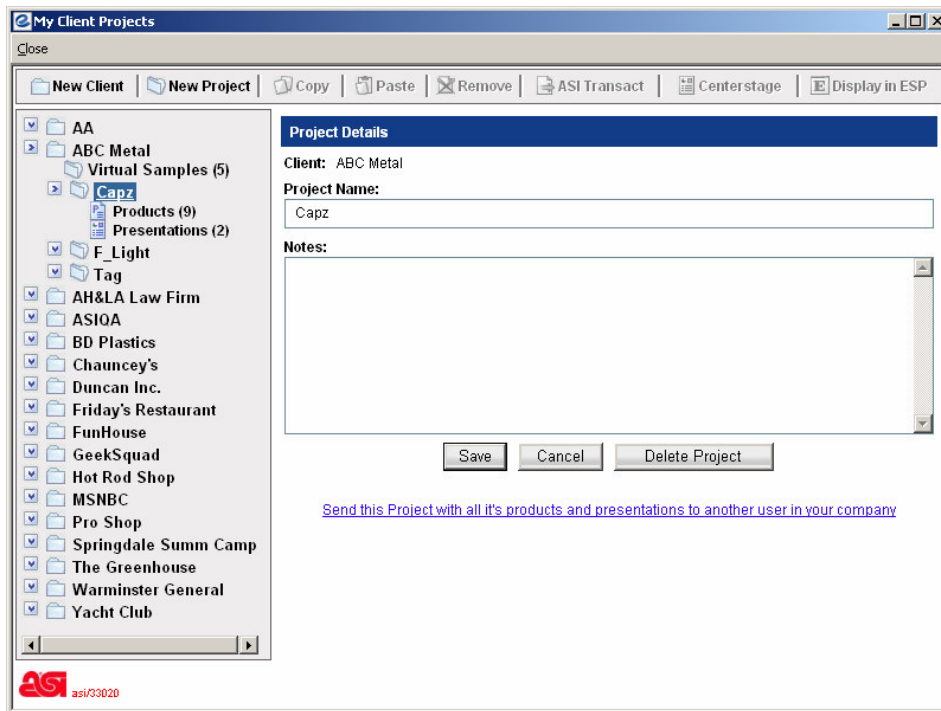 My Client Projects
Close
New Client New Project Copy Paste Remove ASI Transact Centerstage Display in ESP
AA
ABC Metal
Virtual Samples (5)
Capz
Products (9)
Presentations (2)
F_Light
Tag
AH&LA Law Firm
ASIQA
BD Plastics
Chauncey's
Duncan Inc.
Friday's Restaurant
FunHouse
GeekSquad
Hot Rod Shop
MSNBC
Pro Shop
Springdale Summ Camp
The Greenhouse
Warminster General
Yacht Club
Project Details
Client: ABC Metal
Project Name:
Capz
Notes:
Save Cancel Delete Project
Send this Project with all it's products and presentations to another user in your company
asi asi/33020